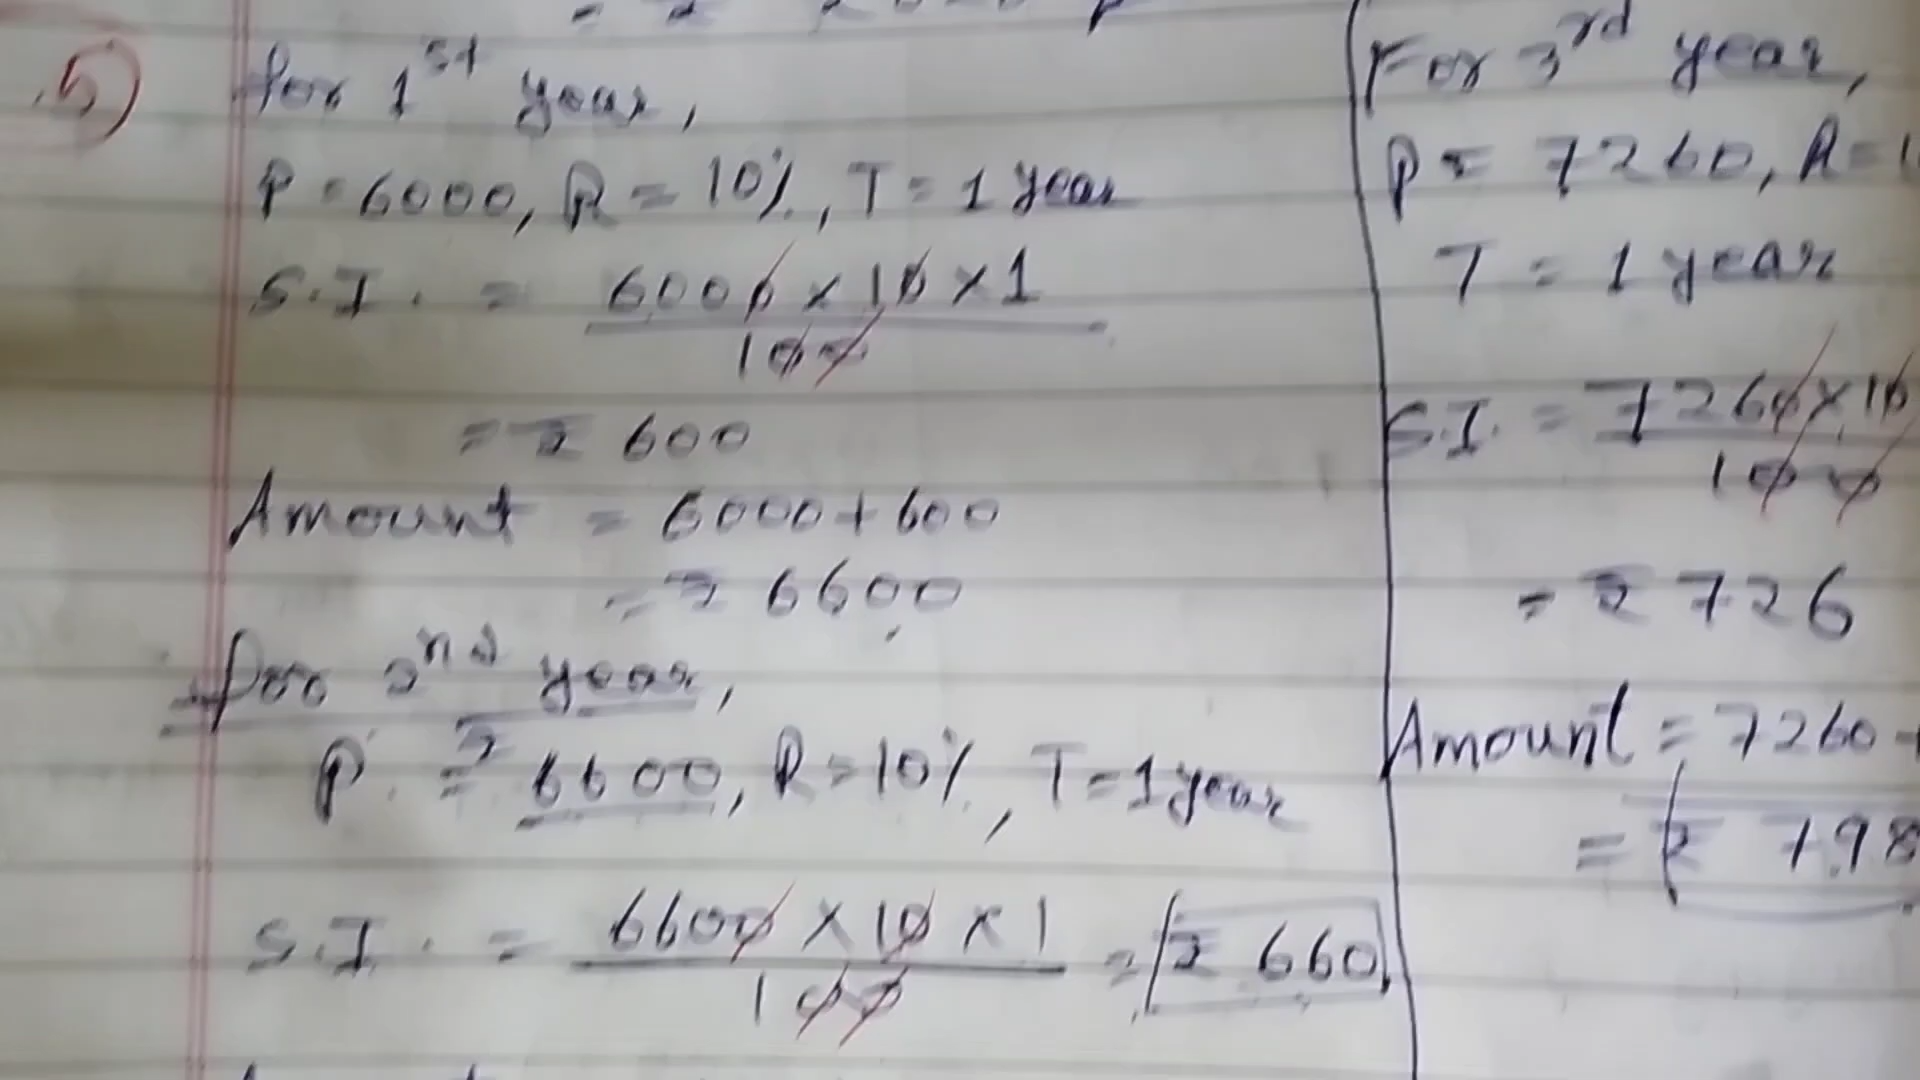 5)
for 1st year,
P = 6000, R = 10%, T = 1 year
S.I. = 6000 × 10 × 1
100
= ₹ 600
Amount = 6000 + 600
= ₹ 6600
for 2nd year,
P = ₹ 6600, R = 10%, T = 1 year
S.I. = 6600 × 10 × 1 = ₹ 660
100
For 3rd year,
P = 7260, R = 1
T = 1 year
S.I. = 7260 × 10
100
= ₹ 726
Amount = 7260 +
= ₹ 798